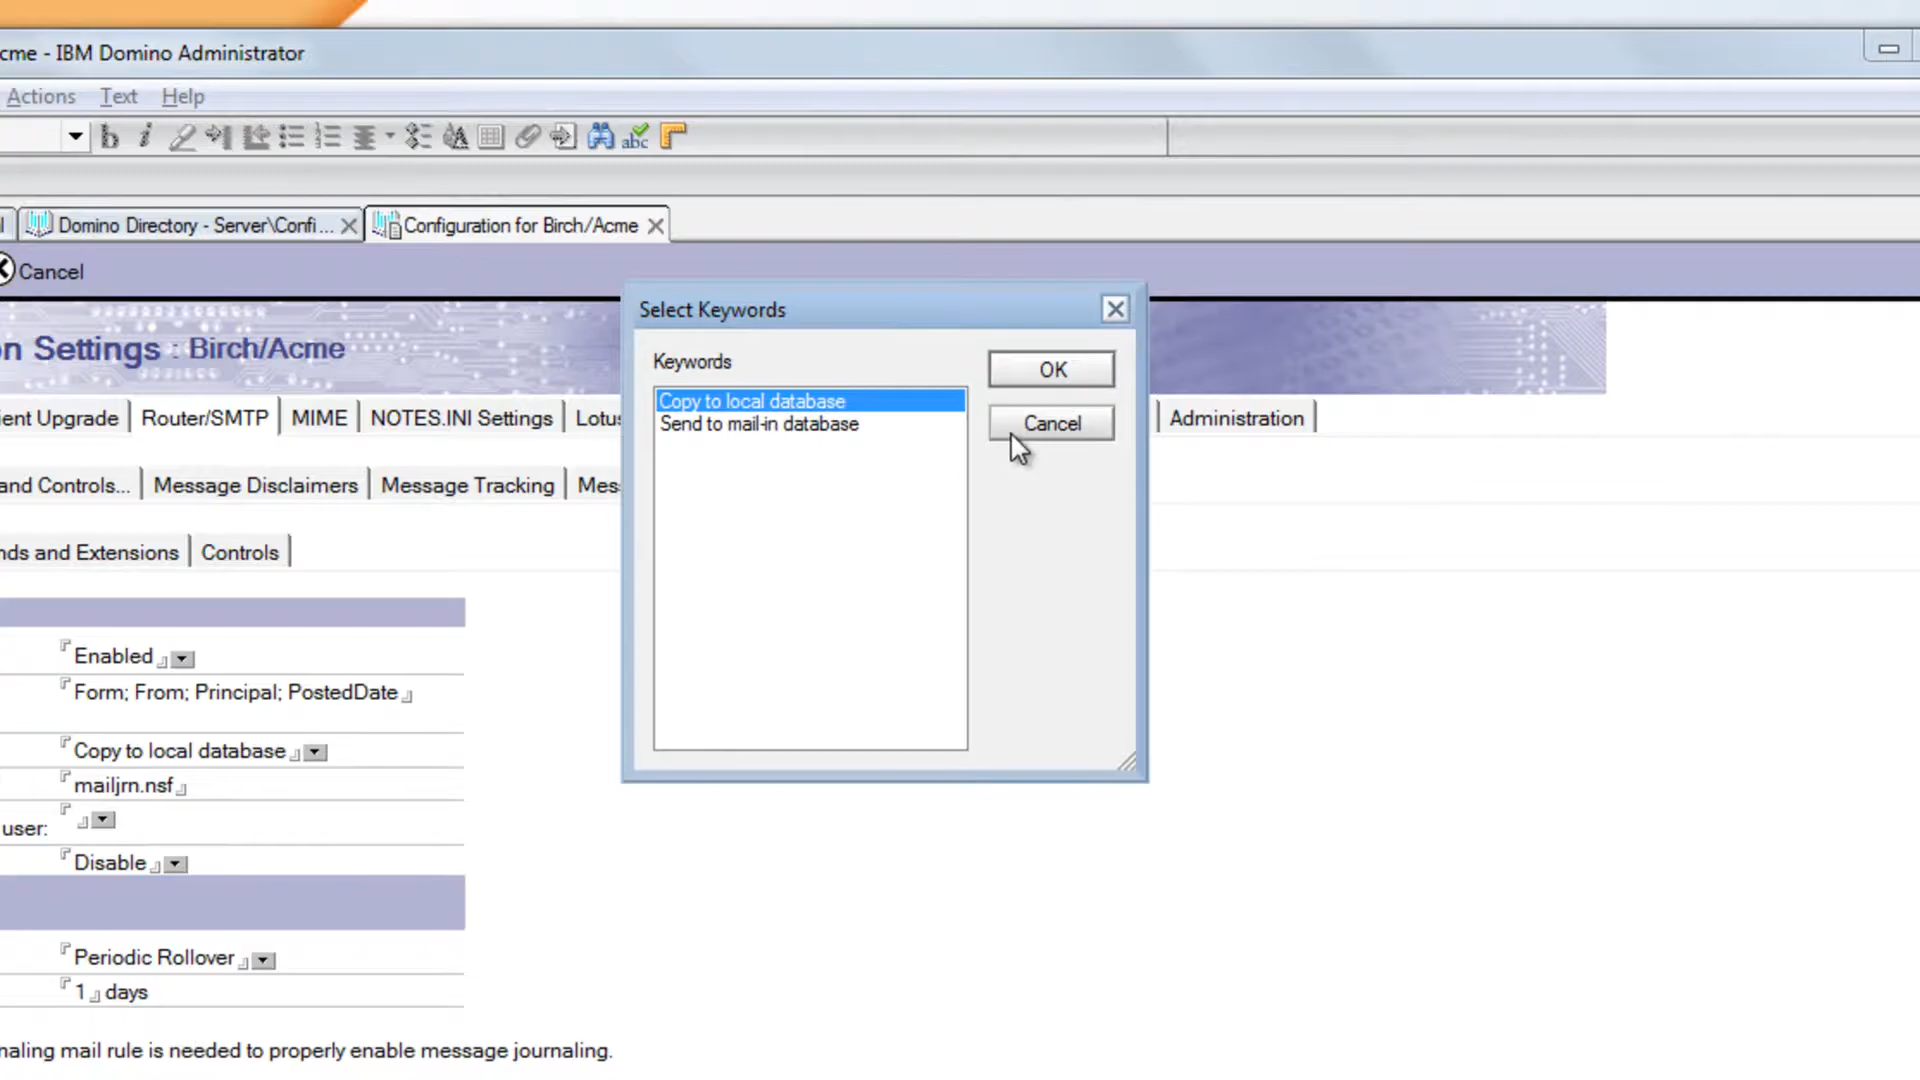 cme - IBM Domino Administrator
Actions Text Help
b i abc
Domino Directory - Server\Confi... Configuration for Birch/Acme
Cancel
n Settings : Birch/Acme
ient Upgrade Router/SMTP MIME NOTES.INI Settings Lotus Administration
and Controls... Message Disclaimers Message Tracking Mes
nds and Extensions Controls
Select Keywords
Keywords
OK
Copy to local database
Send to mail-in database
Cancel
Enabled
Form; From; Principal; PostedDate
Copy to local database
mailjrn.nsf
user:
Disable
Periodic Rollover
1 days
naling mail rule is needed to properly enable message journaling.